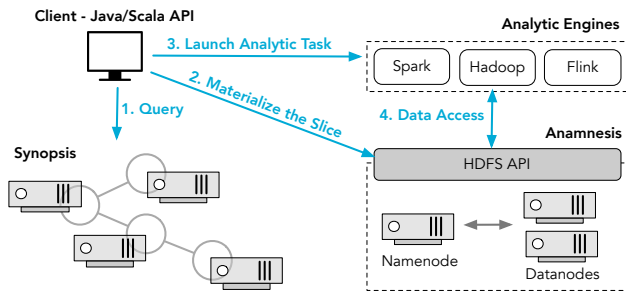 Client - Java/Scala API
Analytic Engines
3. Launch Analytic Task
Spark
Hadoop
Flink
2. Materialize the Slice
1. Query
4. Data Access
Synopsis
Anamnesis
HDFS API
Namenode
Datanodes